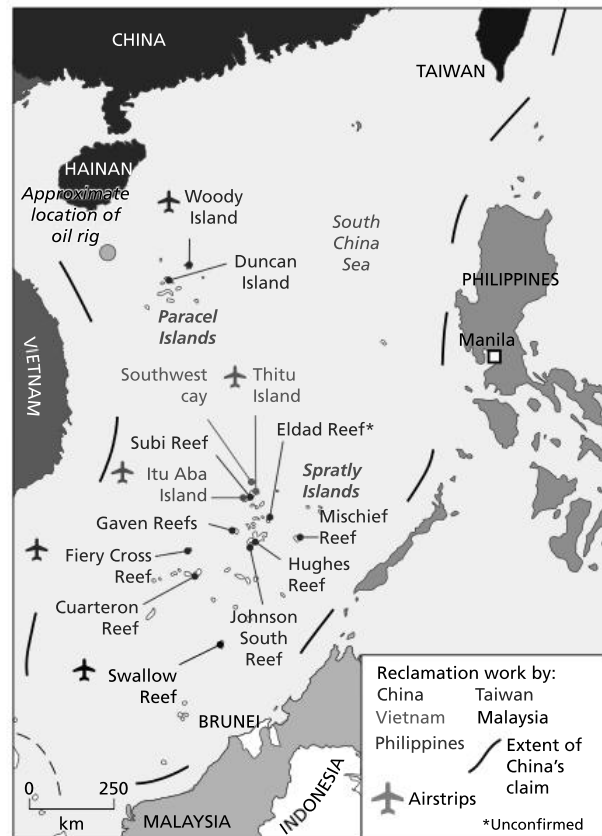 CHINA
TAIWAN
HAINAN
Approximate
location of
oil rig
Woody
Island
South
China
Sea
Duncan
Island
PHILIPPINES
Paracel
Islands
Manila
VIETNAM
Southwest
cay
Thitu
Island
Eldad Reef*
Subi Reef
Itu Aba
Island
Spratly
Islands
Gaven Reefs
Mischief
Reef
Fiery Cross
Reef
Hughes
Reef
Cuarteron
Reef
Johnson
South
Reef
Swallow
Reef
BRUNEI
MALAYSIA
INDONESIA
0 250
km
Reclamation work by:
China Taiwan
Vietnam Malaysia
Philippines
Extent of
China's
claim
Airstrips
*Unconfirmed